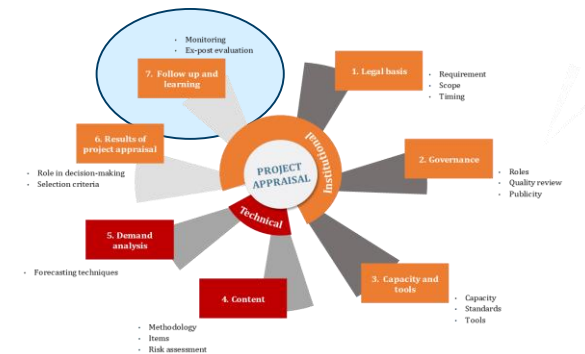 • Monitoring
• Ex-post evaluation
7. Follow up and
learning
1. Legal basis
• Requirement
• Scope
• Timing
6. Results of
project appraisal
• Role in decision-making
• Selection criteria
Institutional
PROJECT
APPRAISAL
Technical
2. Governance
• Roles
• Quality review
• Publicity
5. Demand
analysis
• Forecasting techniques
3. Capacity and
tools
• Capacity
• Standards
• Tools
4. Content
• Methodology
• Items
• Risk assessment